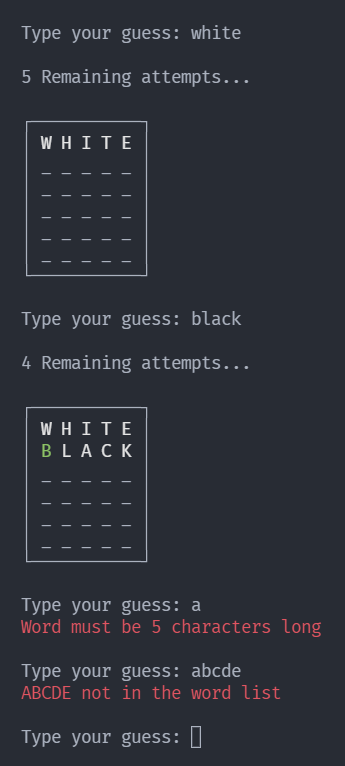 Type your guess: white
5 Remaining attempts...
W H I T E
_ _ _ _ _
_ _ _ _ _
_ _ _ _ _
_ _ _ _ _
_ _ _ _ _
Type your guess: black
4 Remaining attempts...
W H I T E
B L A C K
_ _ _ _ _
_ _ _ _ _
_ _ _ _ _
_ _ _ _ _
Type your guess: a
Word must be 5 characters long
Type your guess: abcde
ABCDE not in the word list
Type your guess: